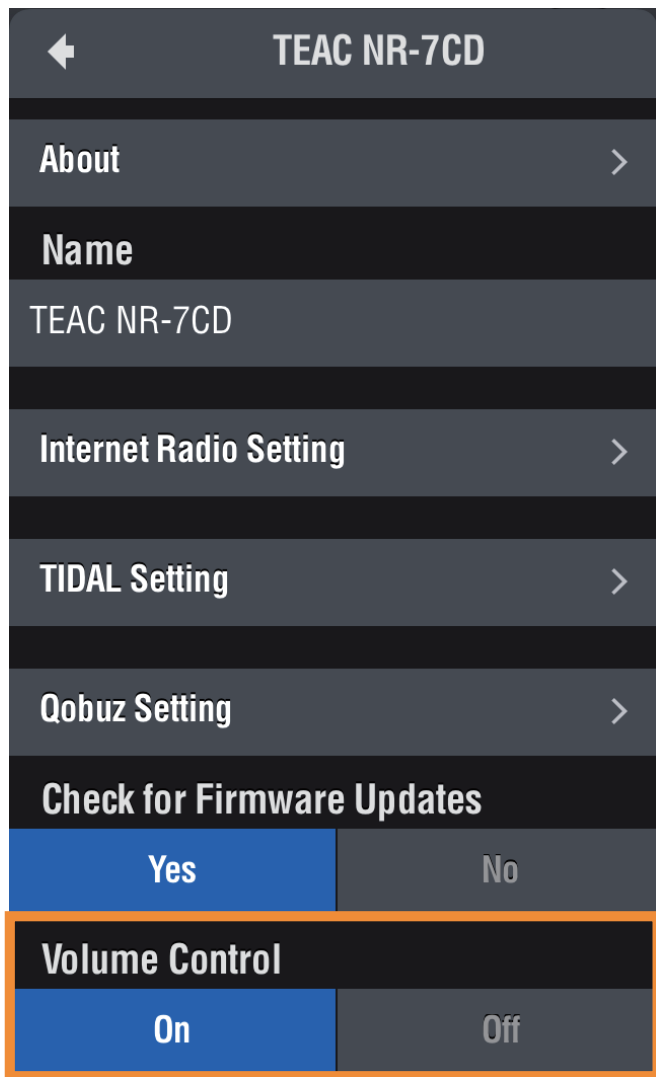 TEAC NR-7CD
About
Name
TEAC NR-7CD
Internet Radio Setting
TIDAL Setting
Qobuz Setting
Check for Firmware Updates
Yes No
Volume Control
On Off